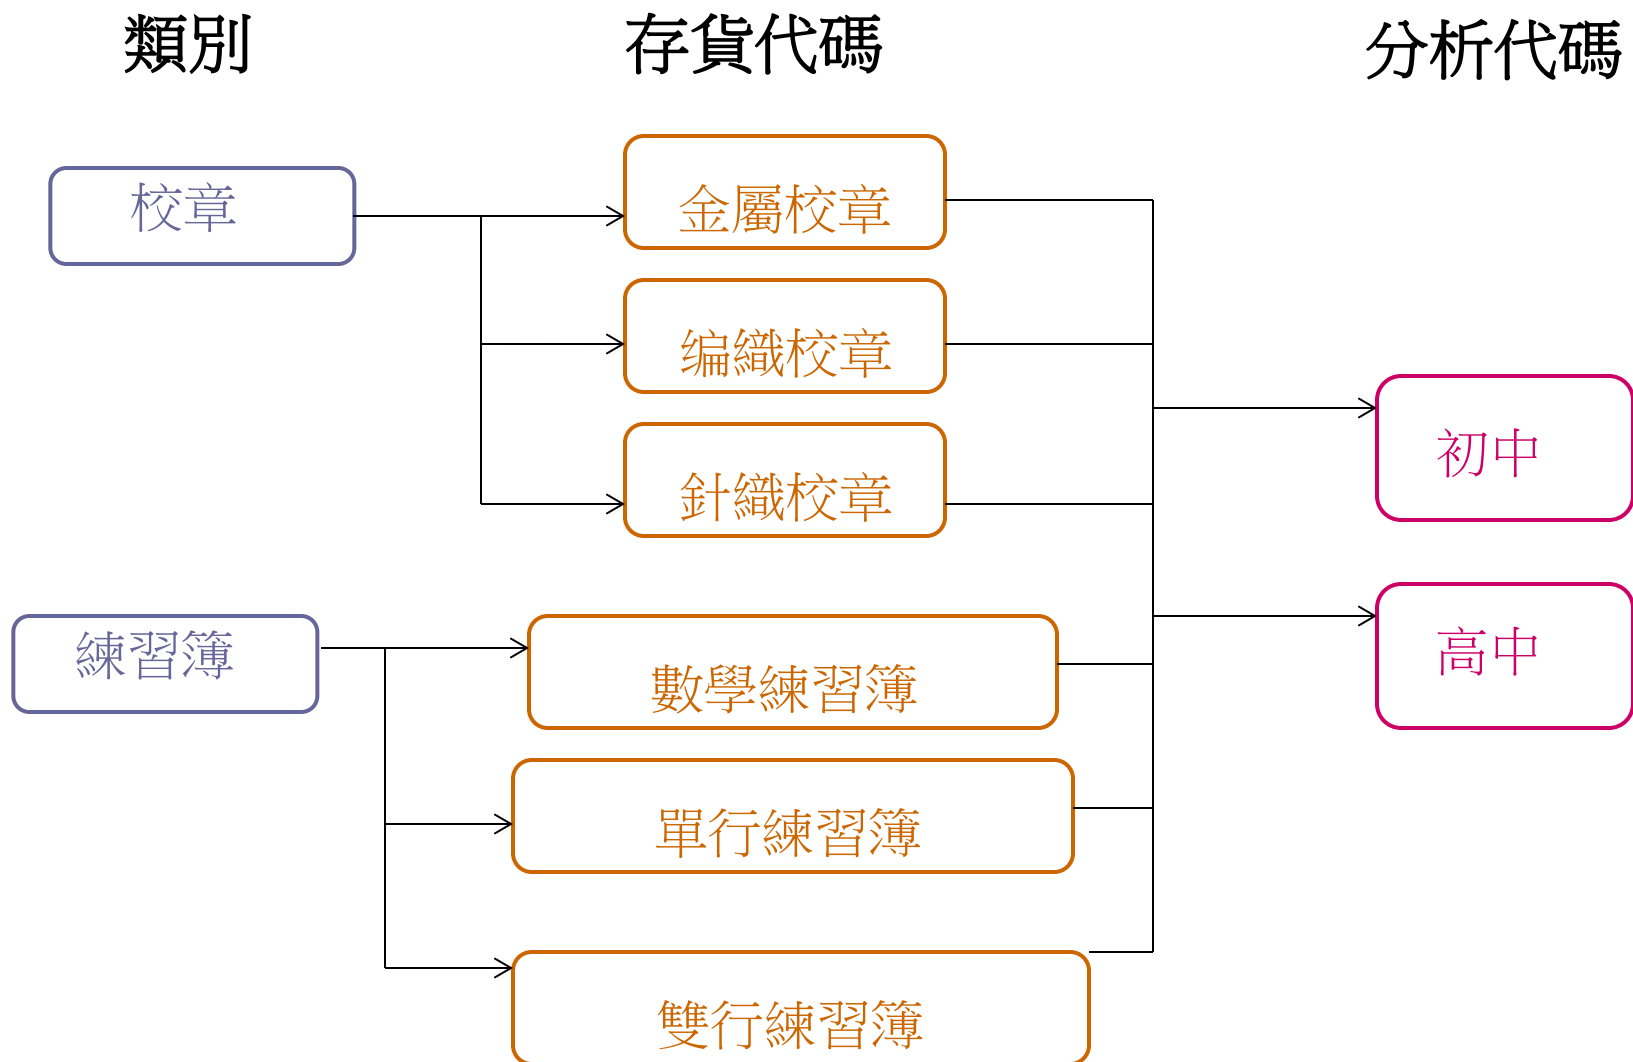 類別
存貨代碼
分析代碼
校章
金屬校章
编織校章
針織校章
初中
練習簿
數學練習簿
高中
單行練習簿
雙行練習簿